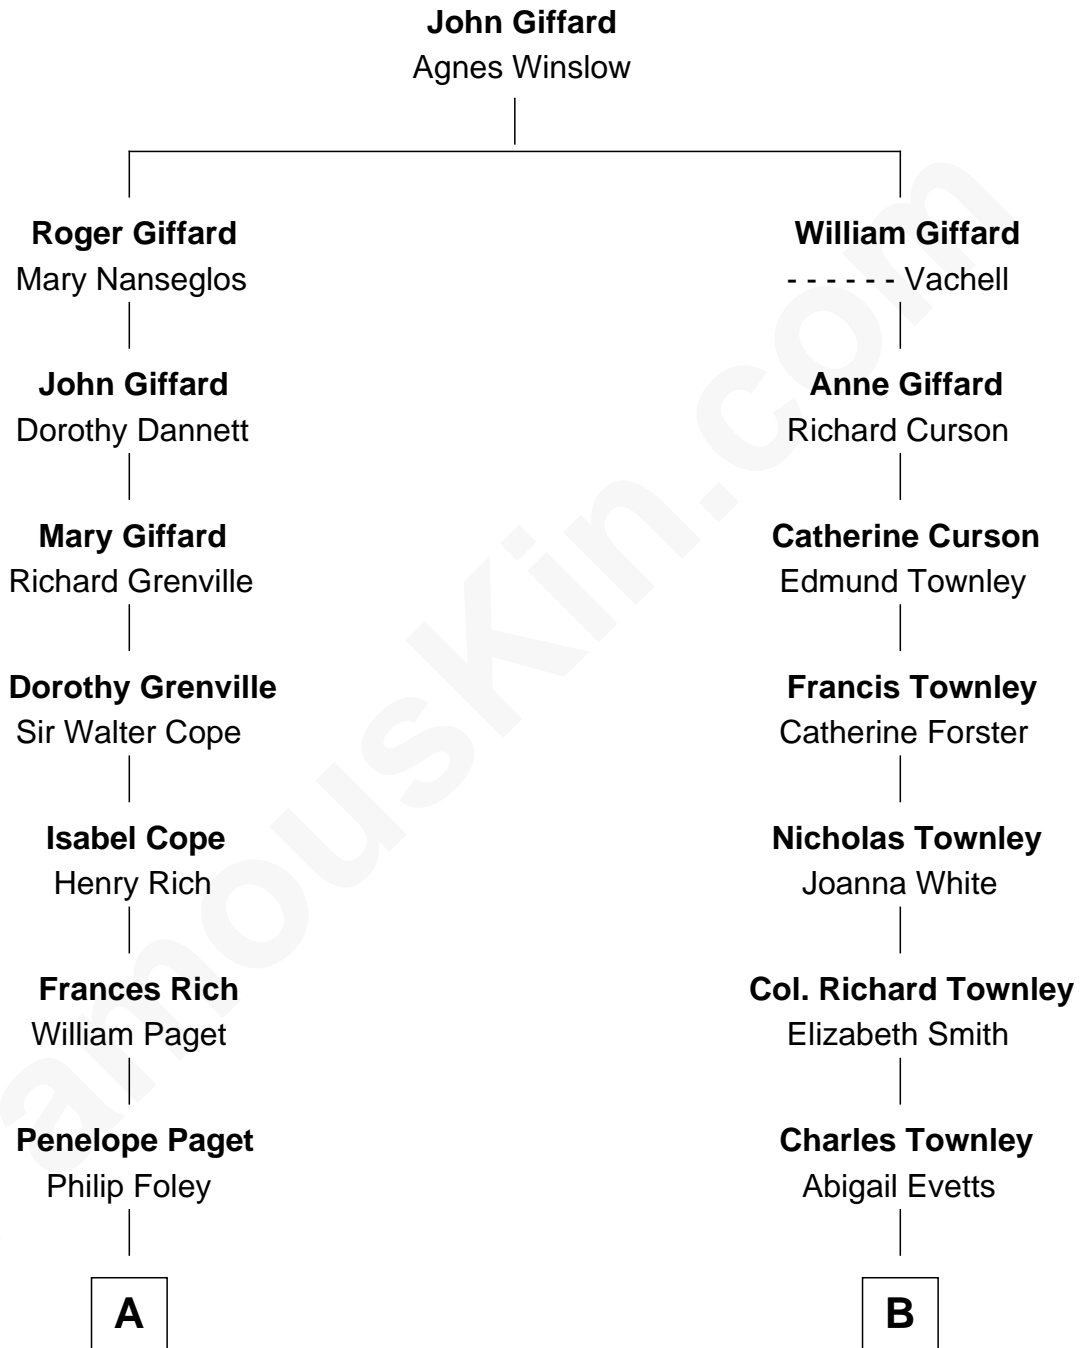 John Giffard
Agnes Winslow
Roger Giffard
Mary Nanseglos
William Giffard
- - - - - - Vachell
John Giffard
Dorothy Dannett
Anne Giffard
Richard Curson
Mary Giffard
Richard Grenville
Catherine Curson
Edmund Townley
Dorothy Grenville
Sir Walter Cope
Francis Townley
Catherine Forster
Isabel Cope
Henry Rich
Nicholas Townley
Joanna White
Frances Rich
William Paget
Col. Richard Townley
Elizabeth Smith
Penelope Paget
Philip Foley
Charles Townley
Abigail Evetts
A
B
amousKin.com